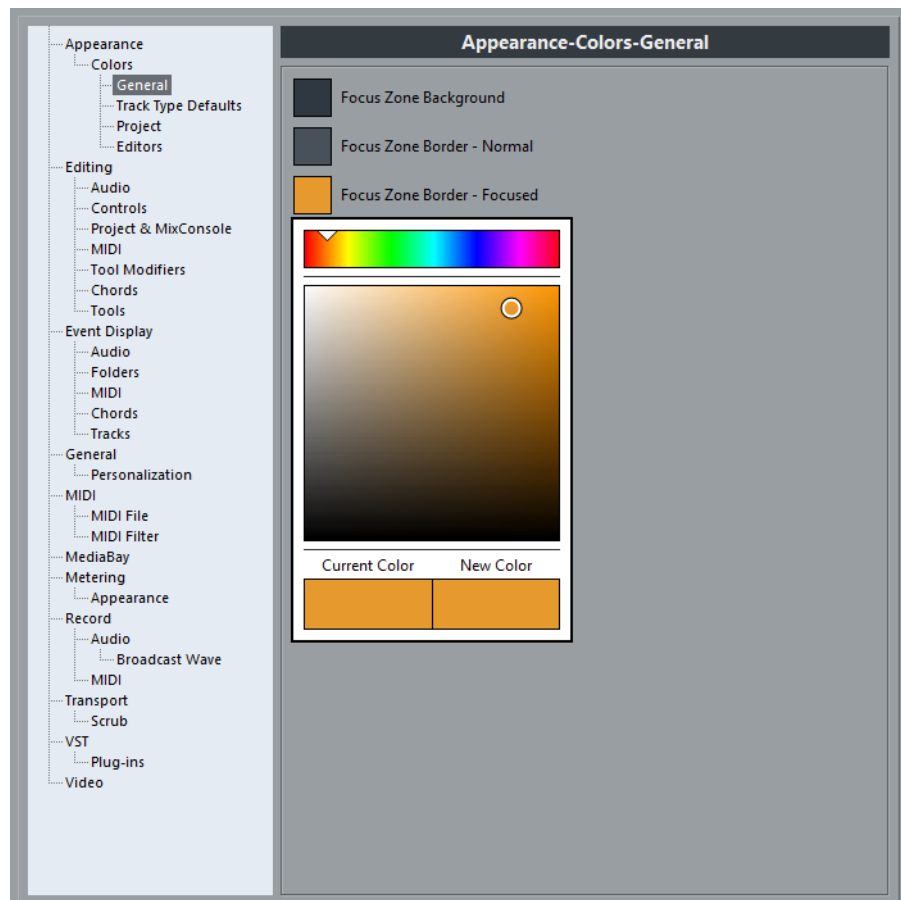 Appearance
Colors
General
Track Type Defaults
Project
Editors
Editing
Audio
Controls
Project & MixConsole
MIDI
Tool Modifiers
Chords
Tools
Event Display
Audio
Folders
MIDI
Chords
Tracks
General
Personalization
MIDI
MIDI File
MIDI Filter
MediaBay
Metering
Appearance
Record
Audio
Broadcast Wave
MIDI
Transport
Scrub
VST
Plug-ins
Video
Appearance-Colors-General
Focus Zone Background
Focus Zone Border - Normal
Focus Zone Border - Focused
Current Color New Color